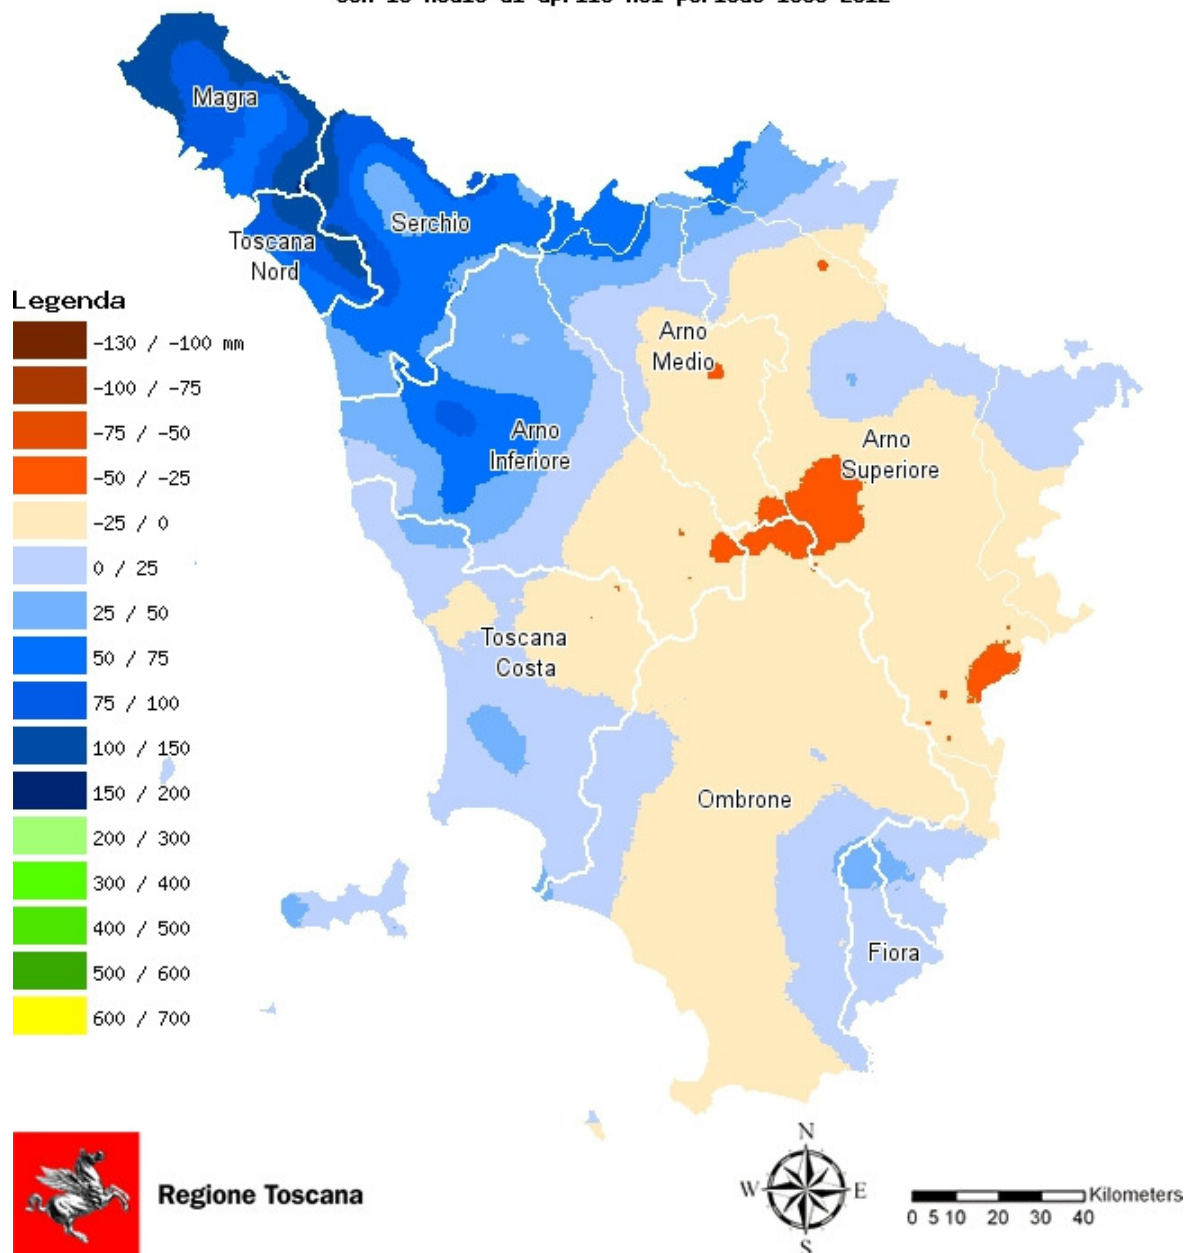 Magra
Serchio
Toscana
Nord
Legenda
-130 / -100 mm
-100 / -75
-75 / -50
-50 / -25
-25 / 0
0 / 25
25 / 50
50 / 75
75 / 100
100 / 150
150 / 200
200 / 300
300 / 400
400 / 500
500 / 600
600 / 700
Arno
Medio
Arno
Inferiore
Arno
Superiore
Toscana
Costa
Ombrone
Fiora
Regione Toscana
N
W E
S
Kilometers
0 5 10 20 30 40